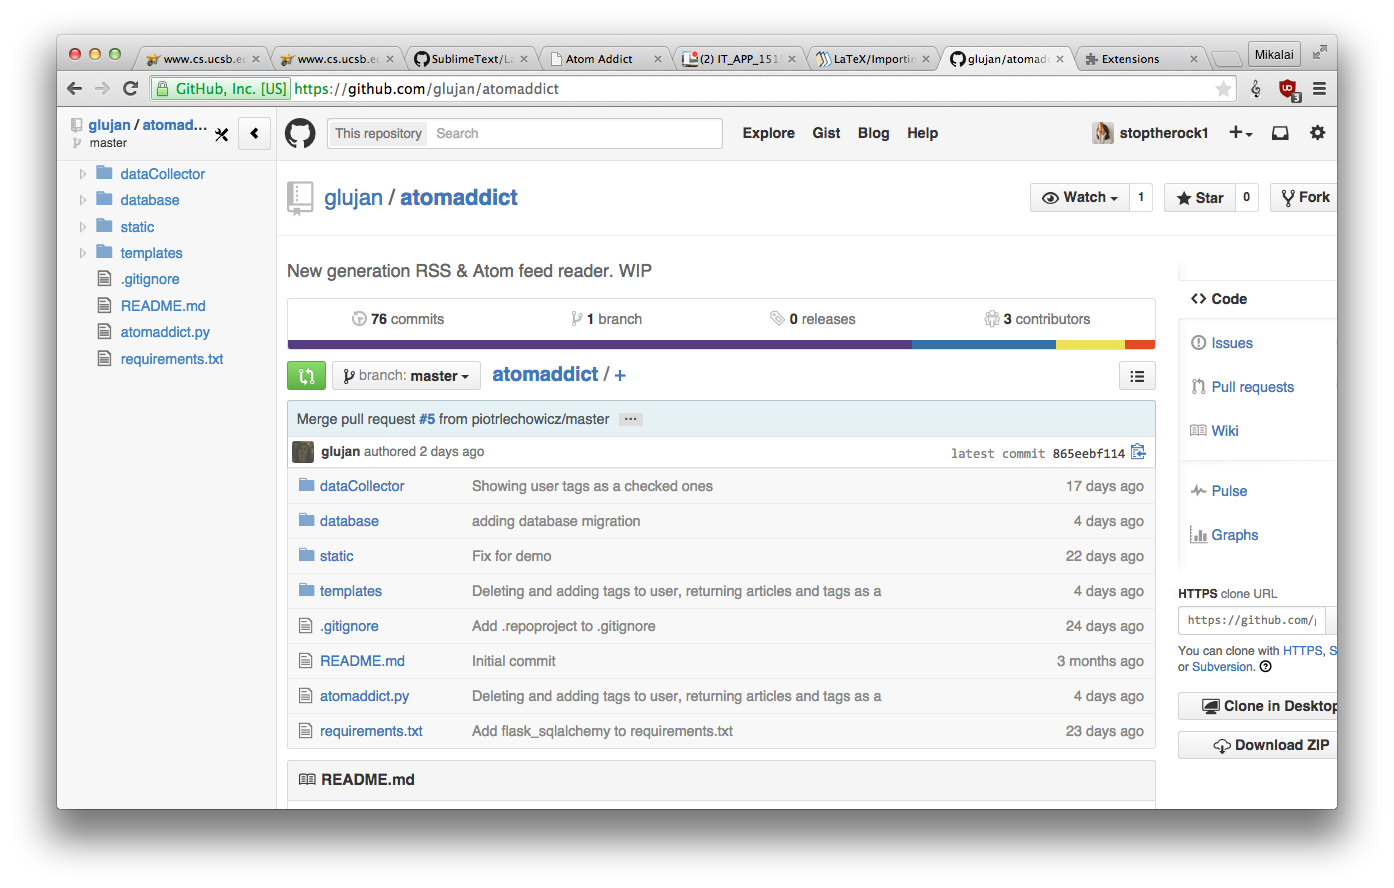 www.cs.ucsb.ec
www.cs.ucsb.ec
SublimeText/La
Atom Addict
(2) IT_APP_151
LaTeX/Importin
glujan/atomad
Extensions
Mikalai
GitHub, Inc. [US] https://github.com/glujan/atomaddict
3
glujan / atomad...
master
This repository Search
Explore Gist Blog Help
stoptherock1
dataCollector
database
static
templates
.gitignore
README.md
atomaddict.py
requirements.txt
glujan / atomaddict
Watch 1
Star 0
Fork
New generation RSS & Atom feed reader. WIP
76 commits
1 branch
0 releases
3 contributors
branch: master
atomaddict / +
Merge pull request #5 from piotrlechowicz/master ...
glujan authored 2 days ago
latest commit 865eebf114
dataCollector Showing user tags as a checked ones 17 days ago
database adding database migration 4 days ago
static Fix for demo 22 days ago
templates Deleting and adding tags to user, returning articles and tags as a 4 days ago
.gitignore Add .repoproject to .gitignore 24 days ago
README.md Initial commit 3 months ago
atomaddict.py Deleting and adding tags to user, returning articles and tags as a 4 days ago
requirements.txt Add flask_sqlalchemy to requirements.txt 23 days ago
README.md
Code
Issues
Pull requests
Wiki
Pulse
Graphs
HTTPS clone URL
https://github.com/
You can clone with HTTPS, S
or Subversion.
Clone in Desktop
Download ZIP